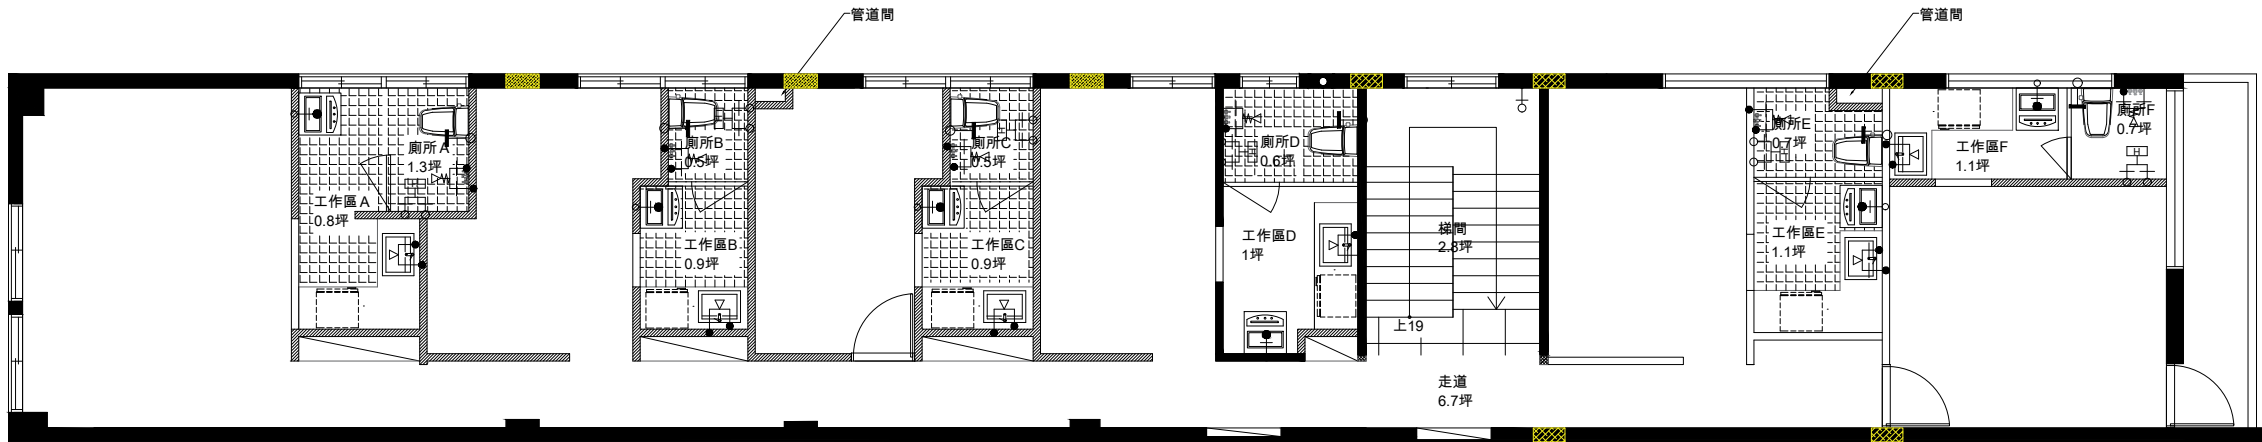 管道間
管道間
廁所A
1.3坪
工作區A
0.8坪
廁所B
0.5坪
工作區B
0.9坪
廁所C
0.5坪
工作區C
0.9坪
廁所D
0.6坪
工作區D
1坪
梯間
2.8坪
上19
走道
6.7坪
廁所E
0.7坪
工作區E
1.1坪
工作區F
1.1坪
廁所F
0.7坪